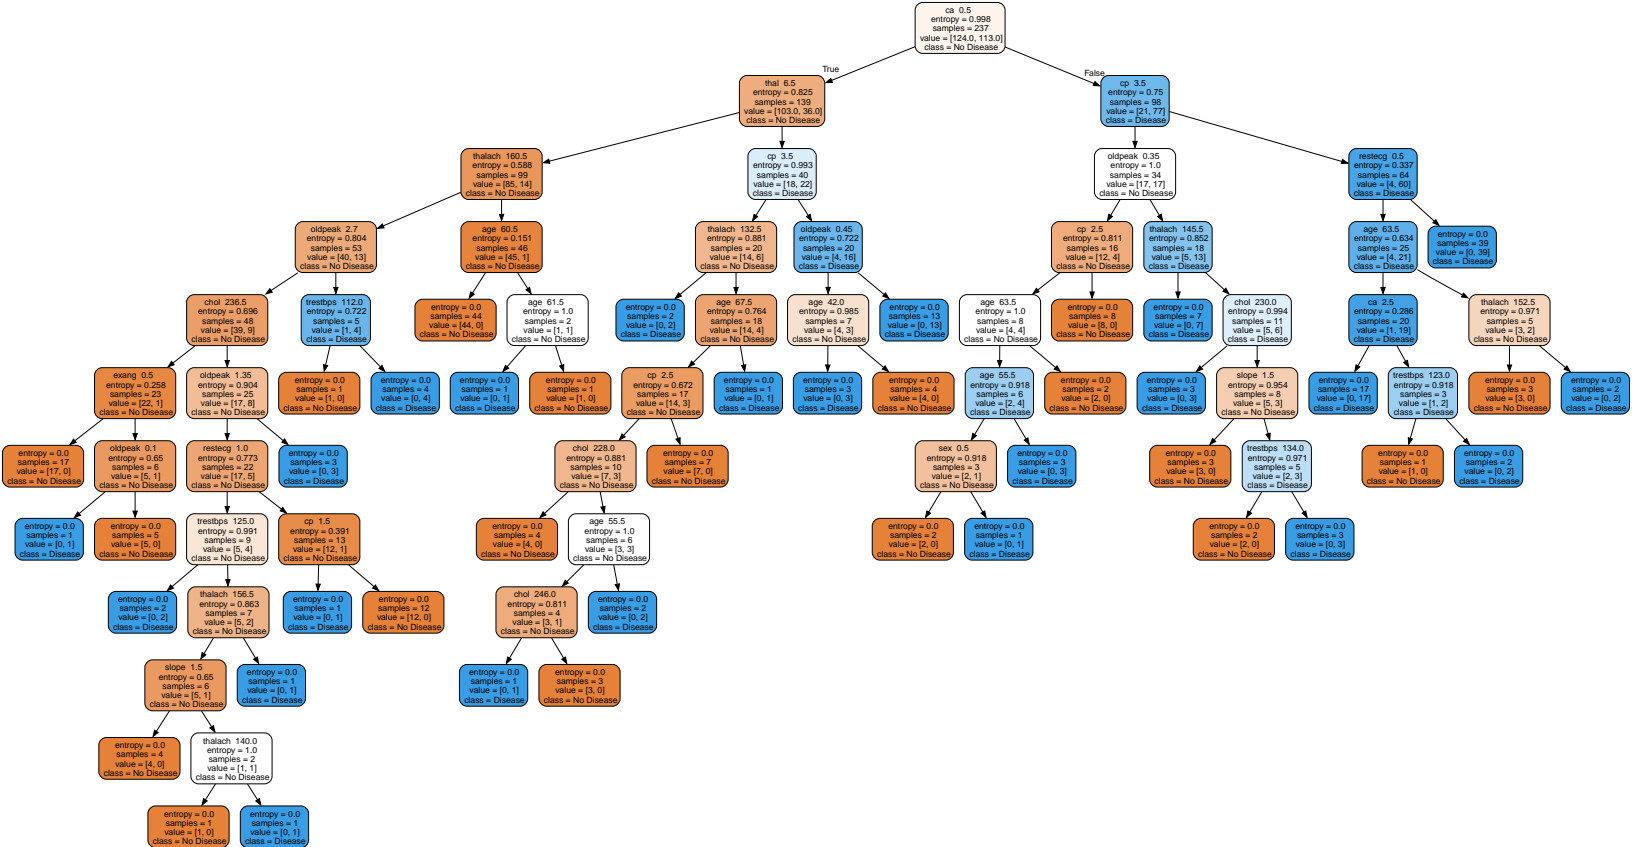 ca 0.5
entropy = 0.998
samples = 237
value = [124.0, 113.0]
class = No Disease
True
False
thal 6.5
entropy = 0.825
samples = 139
value = [103.0, 36.0]
class = No Disease
cp 3.5
entropy = 0.75
samples = 98
value = [21, 77]
class = Disease
thalach 160.5
entropy = 0.588
samples = 99
value = [85, 14]
class = No Disease
cp 3.5
entropy = 0.993
samples = 40
value = [18, 22]
class = Disease
oldpeak 0.35
entropy = 1.0
samples = 34
value = [17, 17]
class = No Disease
restecg 0.5
entropy = 0.337
samples = 64
value = [4, 60]
class = Disease
oldpeak 2.7
entropy = 0.804
samples = 53
value = [40, 13]
class = No Disease
age 60.5
entropy = 0.151
samples = 46
value = [45, 1]
class = No Disease
thalach 132.5
entropy = 0.881
samples = 20
value = [14, 6]
class = No Disease
oldpeak 0.45
entropy = 0.722
samples = 20
value = [4, 16]
class = Disease
cp 2.5
entropy = 0.811
samples = 16
value = [12, 4]
class = No Disease
thalach 145.5
entropy = 0.852
samples = 18
value = [5, 13]
class = Disease
age 63.5
entropy = 0.634
samples = 25
value = [4, 21]
class = Disease
entropy = 0.0
samples = 39
value = [0, 39]
class = Disease
chol 236.5
entropy = 0.696
samples = 48
value = [39, 9]
class = No Disease
trestbps 112.0
entropy = 0.722
samples = 5
value = [1, 4]
class = Disease
entropy = 0.0
samples = 44
value = [44, 0]
class = No Disease
age 61.5
entropy = 1.0
samples = 2
value = [1, 1]
class = No Disease
entropy = 0.0
samples = 2
value = [0, 2]
class = Disease
age 67.5
entropy = 0.764
samples = 18
value = [14, 4]
class = No Disease
age 42.0
entropy = 0.985
samples = 7
value = [4, 3]
class = No Disease
entropy = 0.0
samples = 13
value = [0, 13]
class = Disease
age 63.5
entropy = 1.0
samples = 8
value = [4, 4]
class = No Disease
entropy = 0.0
samples = 8
value = [8, 0]
class = No Disease
entropy = 0.0
samples = 7
value = [0, 7]
class = Disease
chol 230.0
entropy = 0.994
samples = 11
value = [5, 6]
class = Disease
ca 2.5
entropy = 0.286
samples = 20
value = [1, 19]
class = Disease
thalach 152.5
entropy = 0.971
samples = 5
value = [3, 2]
class = No Disease
exang 0.5
entropy = 0.258
samples = 23
value = [22, 1]
class = No Disease
oldpeak 1.35
entropy = 0.904
samples = 25
value = [17, 8]
class = No Disease
entropy = 0.0
samples = 1
value = [1, 0]
class = No Disease
entropy = 0.0
samples = 4
value = [0, 4]
class = Disease
entropy = 0.0
samples = 1
value = [0, 1]
class = Disease
entropy = 0.0
samples = 1
value = [1, 0]
class = No Disease
cp 2.5
entropy = 0.672
samples = 17
value = [14, 3]
class = No Disease
entropy = 0.0
samples = 1
value = [0, 1]
class = Disease
entropy = 0.0
samples = 3
value = [0, 3]
class = Disease
entropy = 0.0
samples = 4
value = [4, 0]
class = No Disease
age 55.5
entropy = 0.918
samples = 6
value = [2, 4]
class = Disease
entropy = 0.0
samples = 2
value = [2, 0]
class = No Disease
entropy = 0.0
samples = 3
value = [0, 3]
class = Disease
slope 1.5
entropy = 0.954
samples = 8
value = [5, 3]
class = No Disease
entropy = 0.0
samples = 17
value = [0, 17]
class = Disease
trestbps 123.0
entropy = 0.918
samples = 3
value = [1, 2]
class = Disease
entropy = 0.0
samples = 3
value = [3, 0]
class = No Disease
entropy = 0.0
samples = 2
value = [0, 2]
class = Disease
entropy = 0.0
samples = 17
value = [17, 0]
class = No Disease
oldpeak 0.1
entropy = 0.65
samples = 6
value = [5, 1]
class = No Disease
restecg 1.0
entropy = 0.773
samples = 22
value = [17, 5]
class = No Disease
entropy = 0.0
samples = 3
value = [0, 3]
class = Disease
chol 228.0
entropy = 0.881
samples = 10
value = [7, 3]
class = No Disease
entropy = 0.0
samples = 7
value = [7, 0]
class = No Disease
sex 0.5
entropy = 0.918
samples = 3
value = [2, 1]
class = No Disease
entropy = 0.0
samples = 3
value = [0, 3]
class = Disease
entropy = 0.0
samples = 3
value = [3, 0]
class = No Disease
trestbps 134.0
entropy = 0.971
samples = 5
value = [2, 3]
class = Disease
entropy = 0.0
samples = 1
value = [1, 0]
class = No Disease
entropy = 0.0
samples = 2
value = [0, 2]
class = Disease
entropy = 0.0
samples = 1
value = [0, 1]
class = Disease
entropy = 0.0
samples = 5
value = [5, 0]
class = No Disease
trestbps 125.0
entropy = 0.991
samples = 9
value = [5, 4]
class = No Disease
cp 1.5
entropy = 0.391
samples = 13
value = [12, 1]
class = No Disease
entropy = 0.0
samples = 4
value = [4, 0]
class = No Disease
age 55.5
entropy = 1.0
samples = 6
value = [3, 3]
class = No Disease
entropy = 0.0
samples = 2
value = [2, 0]
class = No Disease
entropy = 0.0
samples = 1
value = [0, 1]
class = Disease
entropy = 0.0
samples = 2
value = [2, 0]
class = No Disease
entropy = 0.0
samples = 3
value = [0, 3]
class = Disease
entropy = 0.0
samples = 2
value = [0, 2]
class = Disease
thalach 156.5
entropy = 0.863
samples = 7
value = [5, 2]
class = No Disease
entropy = 0.0
samples = 1
value = [0, 1]
class = Disease
entropy = 0.0
samples = 12
value = [12, 0]
class = No Disease
chol 246.0
entropy = 0.811
samples = 4
value = [3, 1]
class = No Disease
entropy = 0.0
samples = 2
value = [0, 2]
class = Disease
slope 1.5
entropy = 0.65
samples = 6
value = [5, 1]
class = No Disease
entropy = 0.0
samples = 1
value = [0, 1]
class = Disease
entropy = 0.0
samples = 1
value = [0, 1]
class = Disease
entropy = 0.0
samples = 3
value = [3, 0]
class = No Disease
entropy = 0.0
samples = 4
value = [4, 0]
class = No Disease
thalach 140.0
entropy = 1.0
samples = 2
value = [1, 1]
class = No Disease
entropy = 0.0
samples = 1
value = [1, 0]
class = No Disease
entropy = 0.0
samples = 1
value = [0, 1]
class = Disease